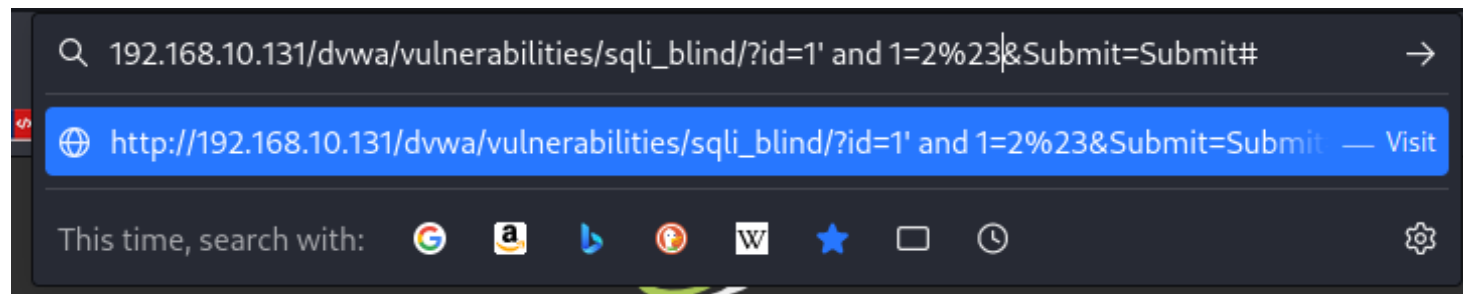 192.168.10.131/dvwa/vulnerabilities/sqli_blind/?id=1' and 1=2%23&Submit=Submit#
http://192.168.10.131/dvwa/vulnerabilities/sqli_blind/?id=1' and 1=2%23&Submit=Submit — Visit
This time, search with: G a b W